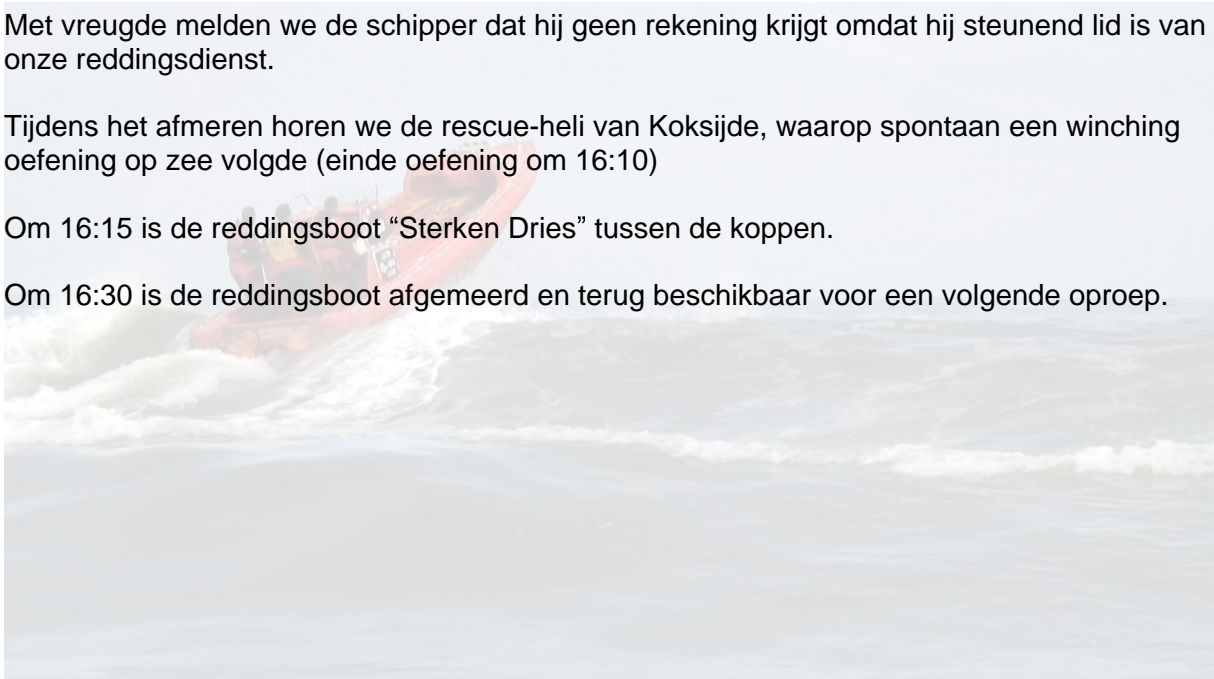 Met vreugde melden we de schipper dat hij geen rekening krijgt omdat hij steunend lid is van
onze reddingsdienst.
Tijdens het afmeren horen we de rescue-heli van Koksijde, waarop spontaan een winching
oefening op zee volgde (einde oefening om 16:10)
Om 16:15 is de reddingsboot “Sterken Dries” tussen de koppen.
Om 16:30 is de reddingsboot afgemeerd en terug beschikbaar voor een volgende oproep.